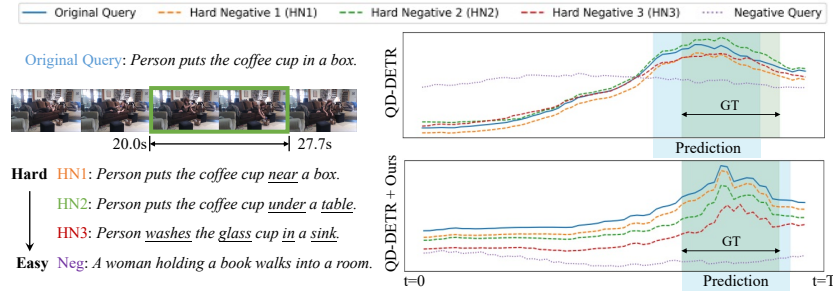 Original Query Hard Negative 1 (HN1) Hard Negative 2 (HN2) Hard Negative 3 (HN3) Negative Query
Original Query: Person puts the coffee cup in a box.
20.0s 27.7s
Hard HN1: Person puts the coffee cup near a box.
HN2: Person puts the coffee cup under a table.
HN3: Person washes the glass cup in a sink.
Easy Neg: A woman holding a book walks into a room.
QD-DETR
GT
Prediction
QD-DETR + Ours
GT
t=0 Prediction t=T